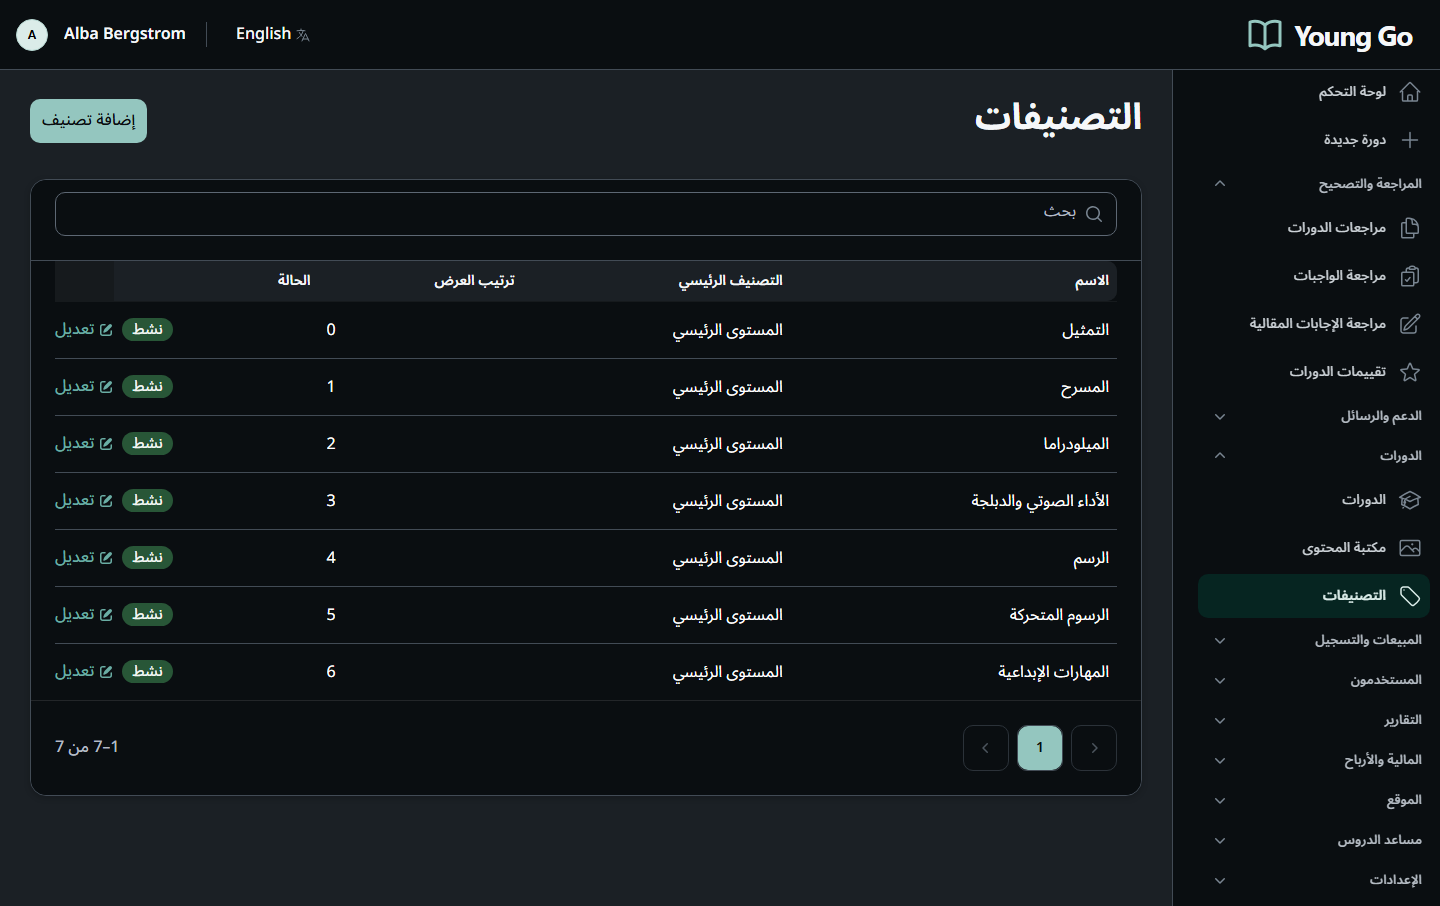 Young Go
English
Alba Bergstrom
A
لوحة التحكم
دورة جديدة
المراجعة والتصحيح
مراجعات الدورات
مراجعة الواجبات
مراجعة الإجابات المقالية
تقييمات الدورات
الدعم والرسائل
الدورات
الدورات
مكتبة المحتوى
التصنيفات
المبيعات والتسجيل
المستخدمون
التقارير
المالية والأرباح
الموقع
مساعد الدروس
الإعدادات
التصنيفات
إضافة تصنيف
بحث
الاسم التصنيف الرئيسي ترتيب العرض الحالة
التمثيل المستوى الرئيسي 0 نشط تعديل
المسرح المستوى الرئيسي 1 نشط تعديل
الميلودراما المستوى الرئيسي 2 نشط تعديل
الأداء الصوتي والدبلجة المستوى الرئيسي 3 نشط تعديل
الرسم المستوى الرئيسي 4 نشط تعديل
الرسوم المتحركة المستوى الرئيسي 5 نشط تعديل
المهارات الإبداعية المستوى الرئيسي 6 نشط تعديل
1
1–7 من 7